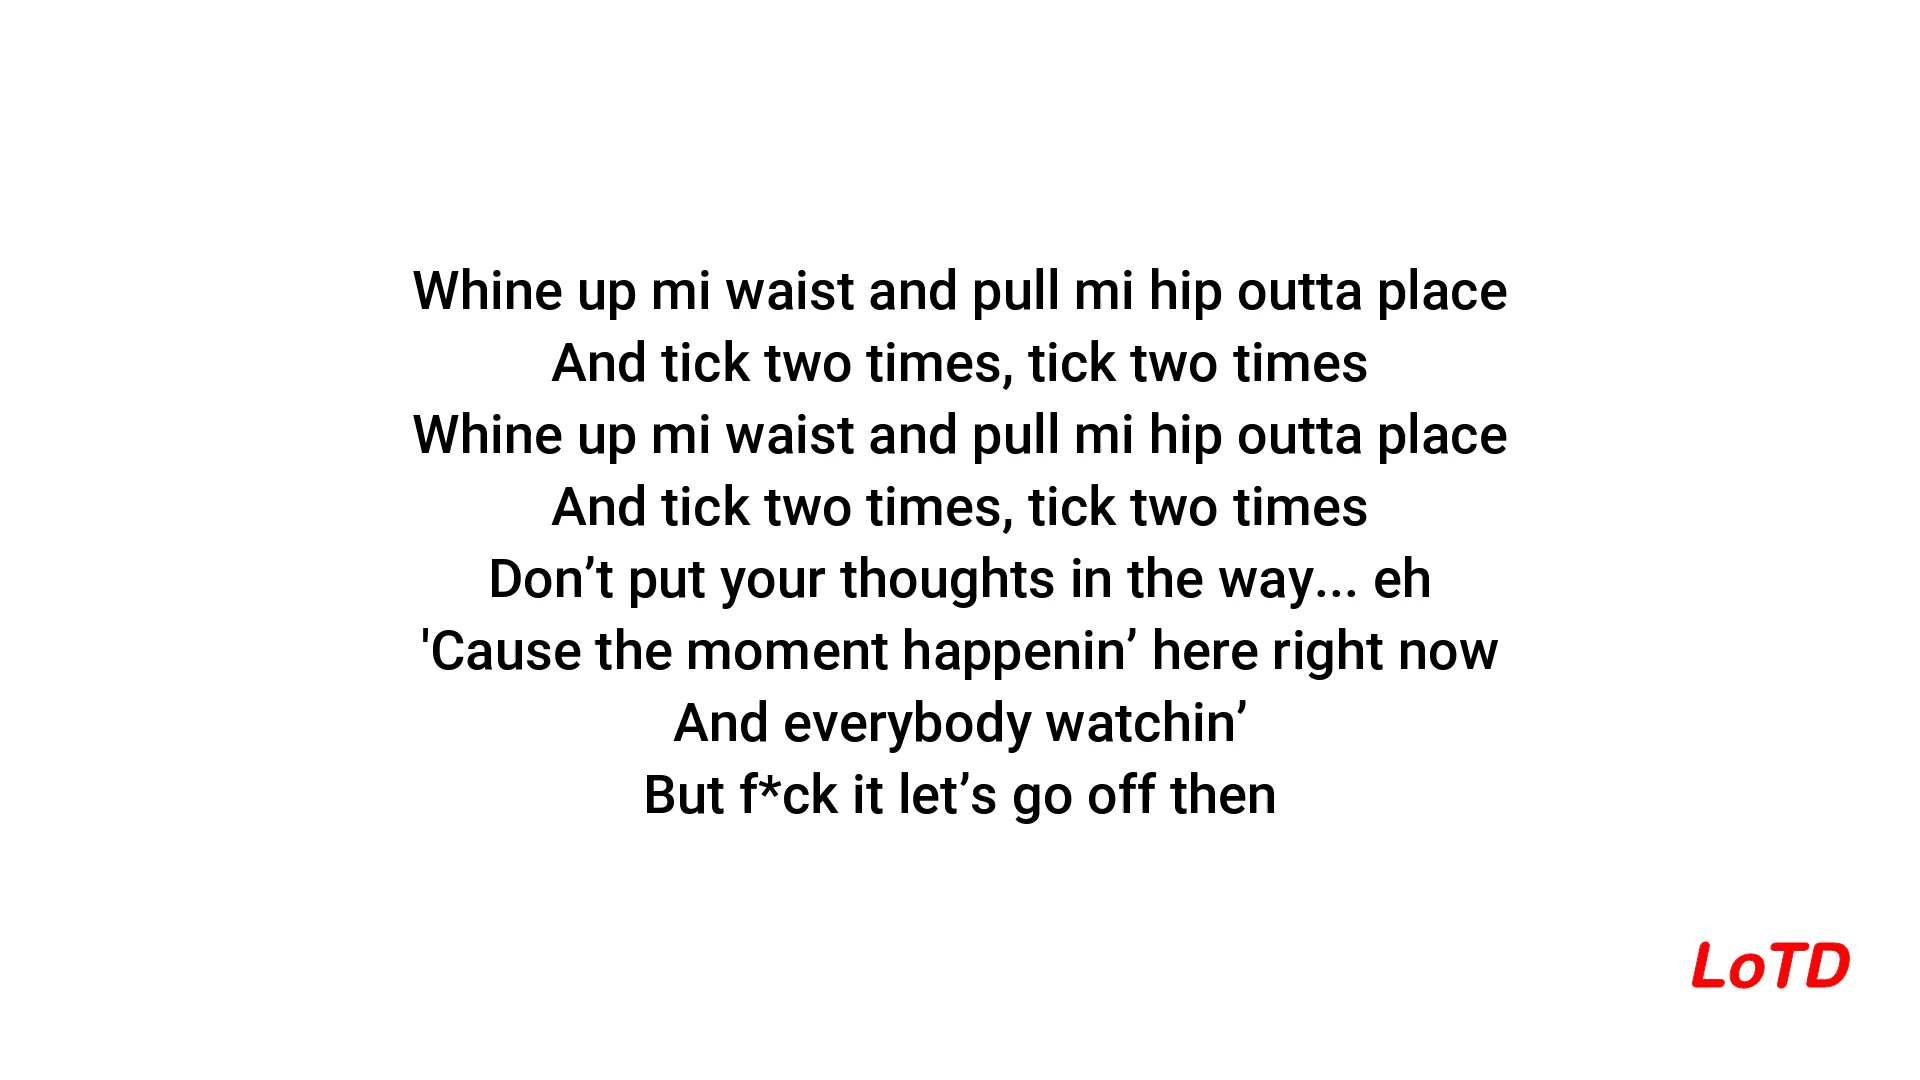 Whine up mi waist and pull mi hip outta place
And tick two times, tick two times
Whine up mi waist and pull mi hip outta place
And tick two times, tick two times
Don’t put your thoughts in the way... eh
'Cause the moment happenin’ here right now
And everybody watchin’
But f*ck it let’s go off then
LoTD